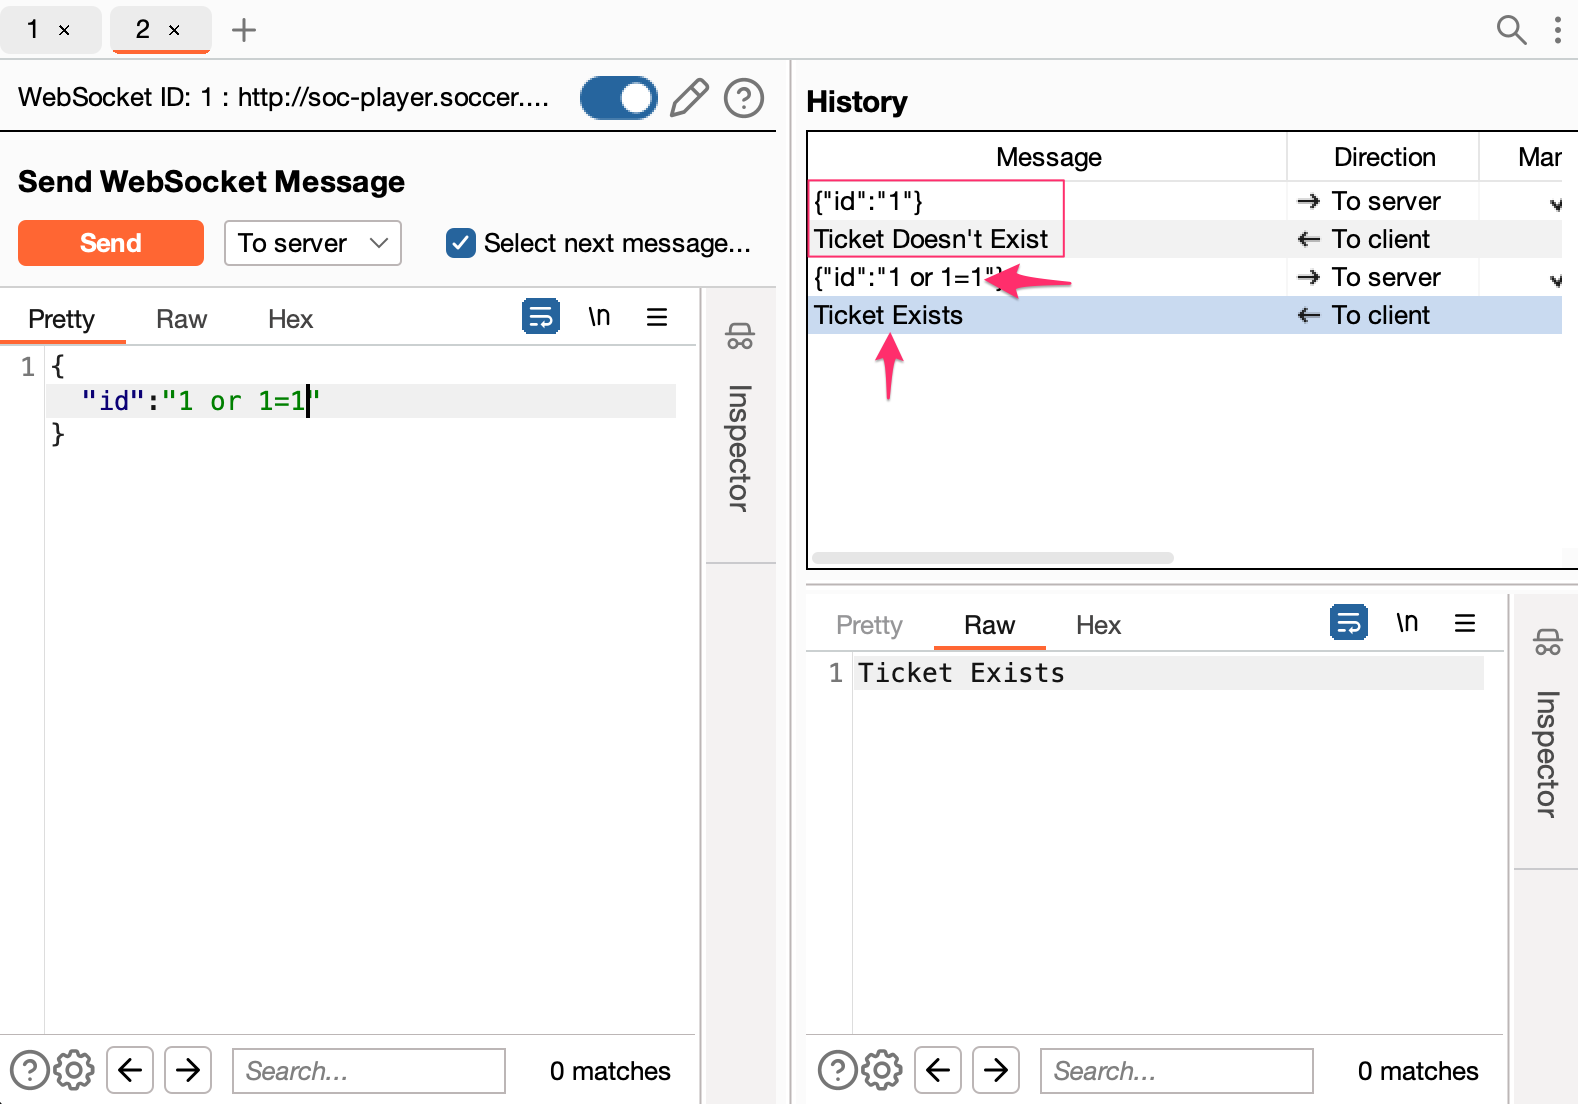 1 × 2 × +
WebSocket ID: 1 : http://soc-player.soccer....
Send WebSocket Message
Send To server Select next message...
Pretty Raw Hex \n
1 {
"id":"1 or 1=1"
}
Inspector
Search... 0 matches
History
Message Direction Mar
{"id":"1"} → To server
Ticket Doesn't Exist ← To client
{"id":"1 or 1=1"} → To server
Ticket Exists ← To client
Pretty Raw Hex \n
1 Ticket Exists
Inspector
Search... 0 matches